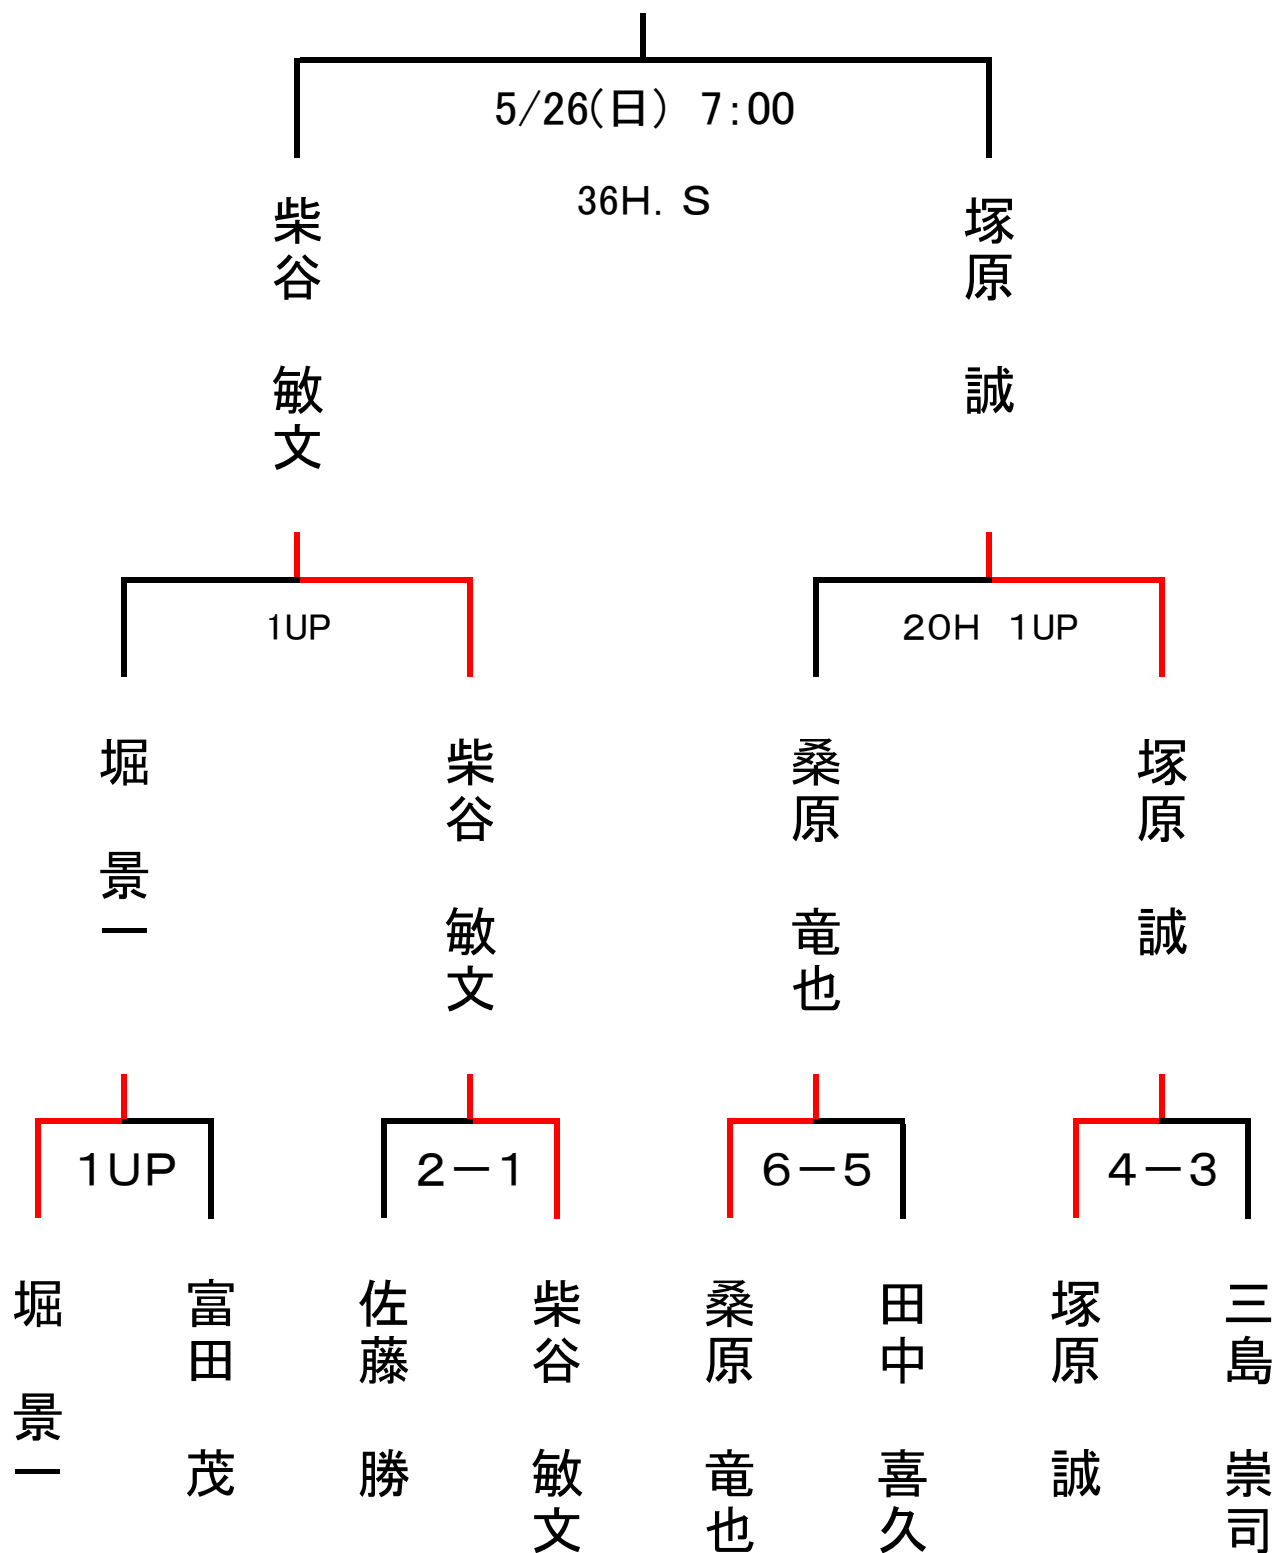 5/26(日) 7:00
36H. S
柴谷 敏文
塚原 誠
1UP
20H 1UP
堀 景一
柴谷 敏文
桑原 竜也
塚原 誠
1UP
2－1
6－5
4－3
堀 景一
富田 茂
佐藤 勝
柴谷 敏文
桑原 竜也
田中 喜久
塚原 誠
三島 崇司